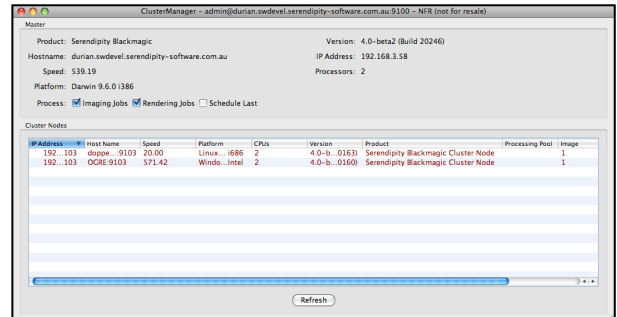 ClusterManager - admin@durian.swdevel.serendipity-software.com.au:9100 - NFR (not for resale)
Master
Product: Serendipity Blackmagic Version: 4.0-beta2 (Build 20246)
Hostname: durian.swdevel.serendipity-software.com.au IP Address: 192.168.3.58
Speed: 539.19 Processors: 2
Platform: Darwin 9.6.0 i386
Process: Imaging Jobs Rendering Jobs Schedule Last
Cluster Nodes
IP Address Host Name Speed Platform CPUs Version Product Processing Pool Image
192...103 doppe...:9103 20.00 Linux... i686 2 4.0-b...0163) Serendipity Blackmagic Cluster Node 1
192...103 OGRE:9103 571.42 Windo...Intel 2 4.0-b...0160) Serendipity Blackmagic Cluster Node 1
Refresh